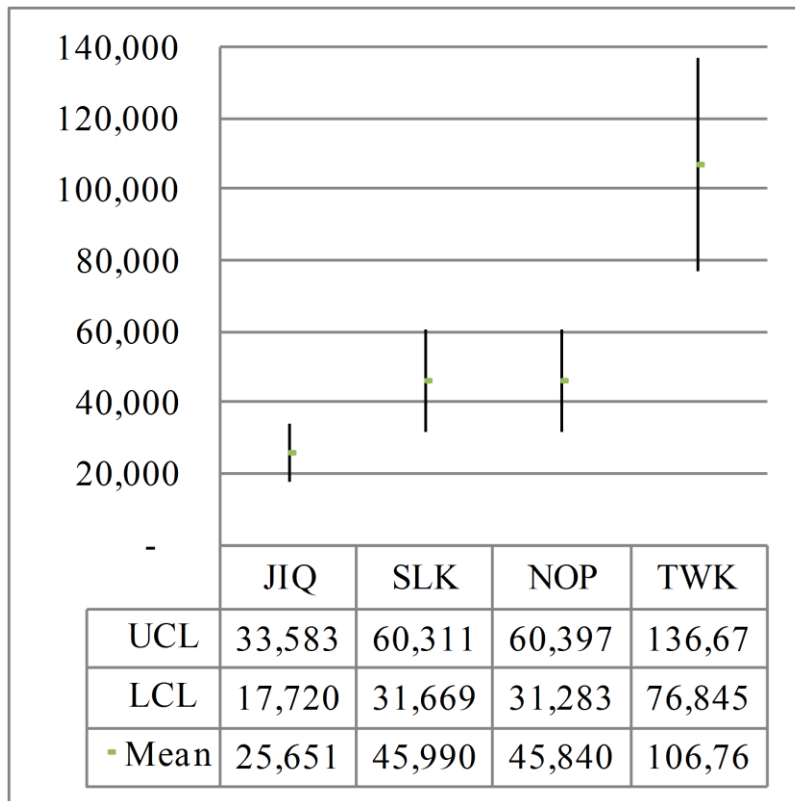 140,000
120,000
100,000
80,000
60,000
40,000
20,000
-
JIQ SLK NOP TWK
UCL 33,583 60,311 60,397 136,67
LCL 17,720 31,669 31,283 76,845
Mean 25,651 45,990 45,840 106,76